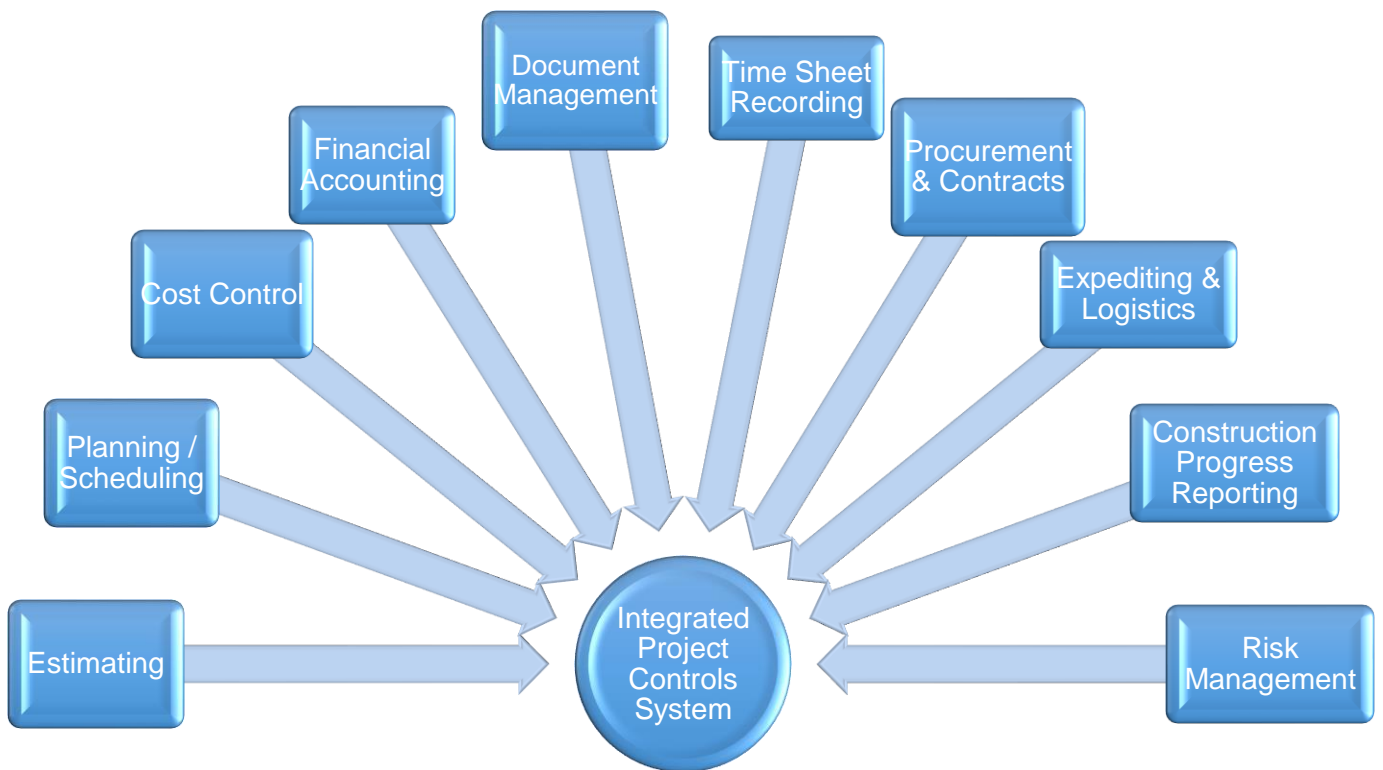 Document
Management
Time Sheet
Recording
Financial
Accounting
Procurement
& Contracts
Cost Control
Expediting &
Logistics
Planning /
Scheduling
Construction
Progress
Reporting
Estimating
Integrated
Project
Controls
System
Risk
Management